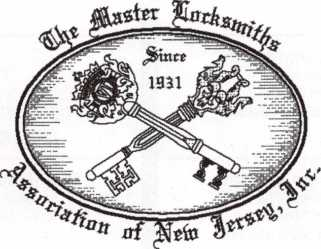 The Master Locksmiths
Since
1931
Association of New Jersey, Inc.